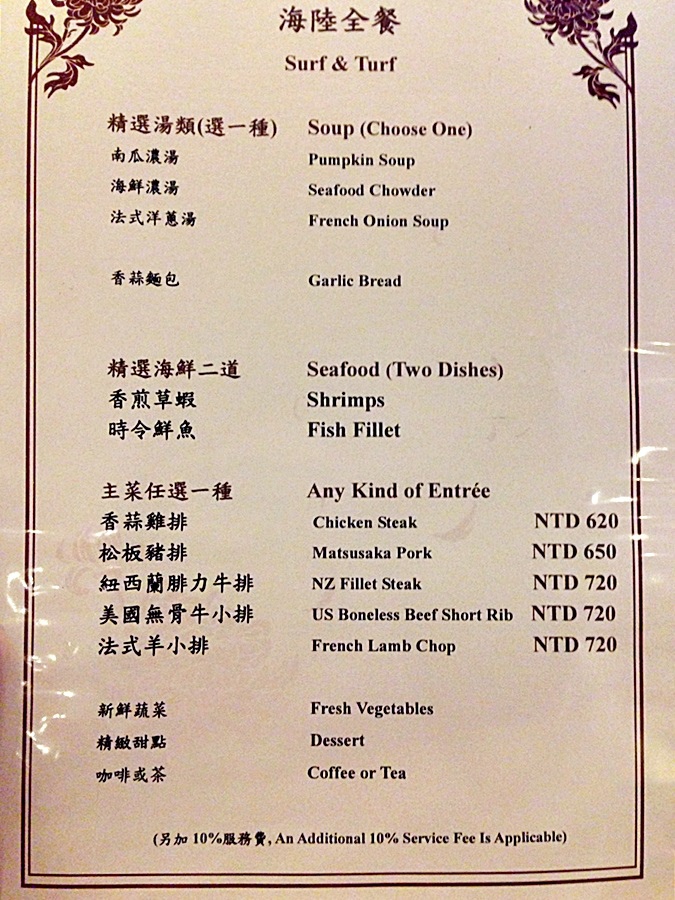 海陸全餐
Surf & Turf
精選湯類(選一種) Soup (Choose One)
南瓜濃湯 Pumpkin Soup
海鮮濃湯 Seafood Chowder
法式洋蔥湯 French Onion Soup
香蒜麵包 Garlic Bread
精選海鮮二道 Seafood (Two Dishes)
香煎草蝦 Shrimps
時令鮮魚 Fish Fillet
主菜任選一種 Any Kind of Entrée
香蒜雞排 Chicken Steak NTD 620
松板豬排 Matsusaka Pork NTD 650
紐西蘭腓力牛排 NZ Fillet Steak NTD 720
美國無骨牛小排 US Boneless Beef Short Rib NTD 720
法式羊小排 French Lamb Chop NTD 720
新鮮蔬菜 Fresh Vegetables
精緻甜點 Dessert
咖啡或茶 Coffee or Tea
(另加 10%服務費, An Additional 10% Service Fee Is Applicable)